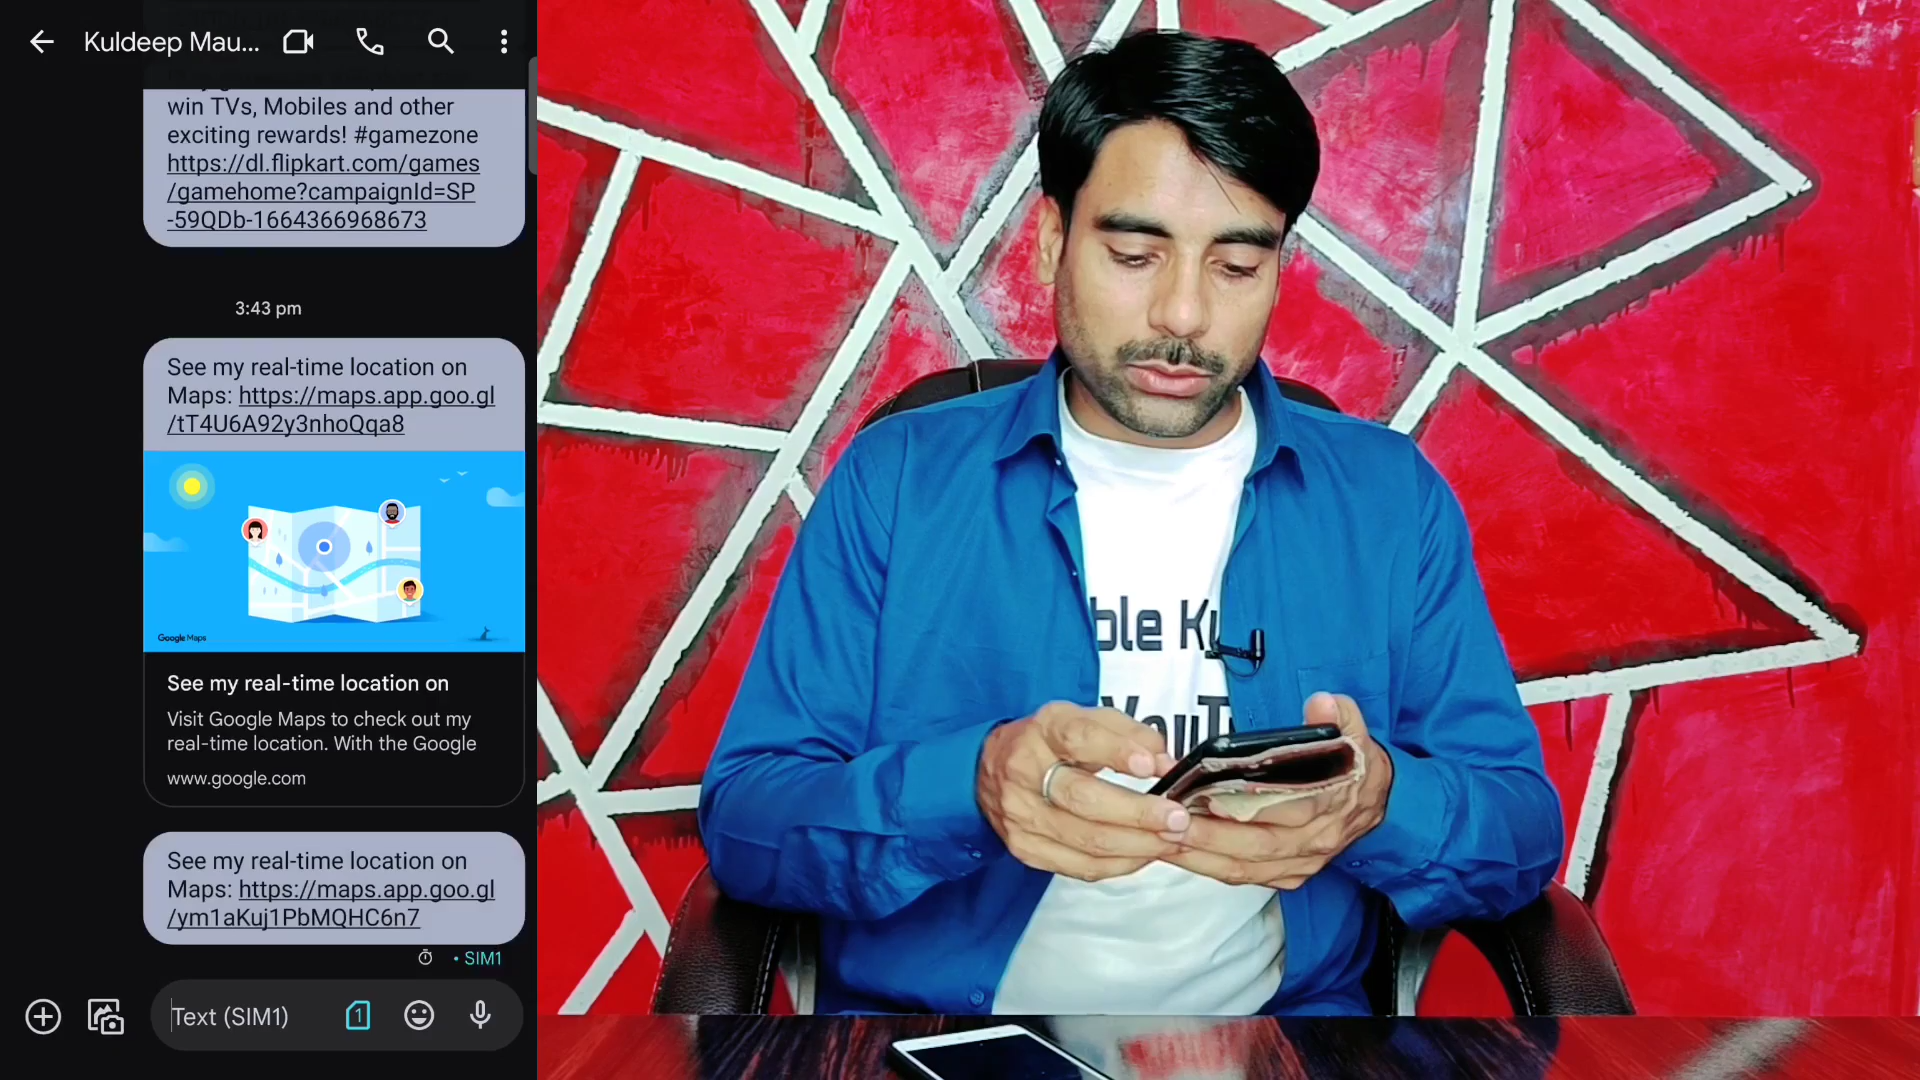 Kuldeep Mau...
win TVs, Mobiles and other
exciting rewards! #gamezone
https://dl.flipkart.com/games
/gamehome?campaignId=SP
-59QDb-1664366968673
3:43 pm
See my real-time location on
Maps: https://maps.app.goo.gl
/tT4U6A92y3nhoQqa8
Google Maps
See my real-time location on
Visit Google Maps to check out my
real-time location. With the Google
www.google.com
See my real-time location on
Maps: https://maps.app.goo.gl
/ym1aKuj1PbMQHC6n7
• SIM1
Text (SIM1)
1
ble Ky
YouT